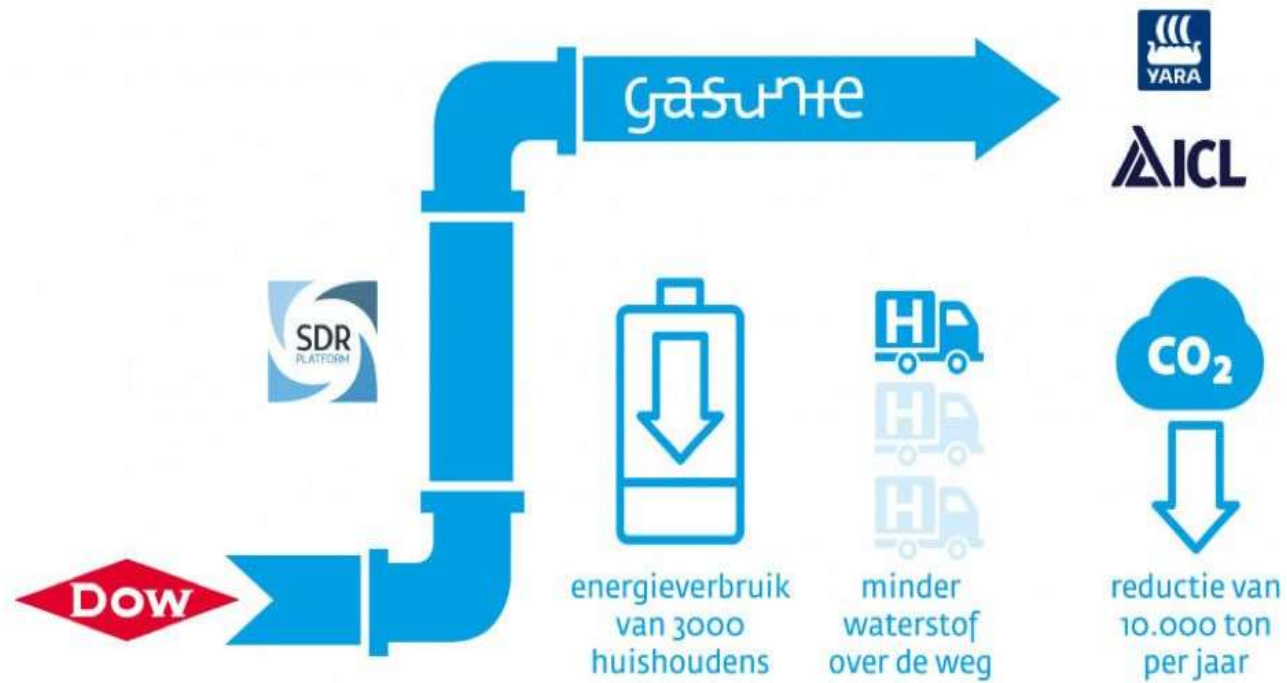 gasunie
YARA
ICL
SDR
PLATFORM
H
H
H
CO₂
Dow
energieverbruik
van 3000
huishoudens
minder
waterstof
over de weg
reductie van
10.000 ton
per jaar